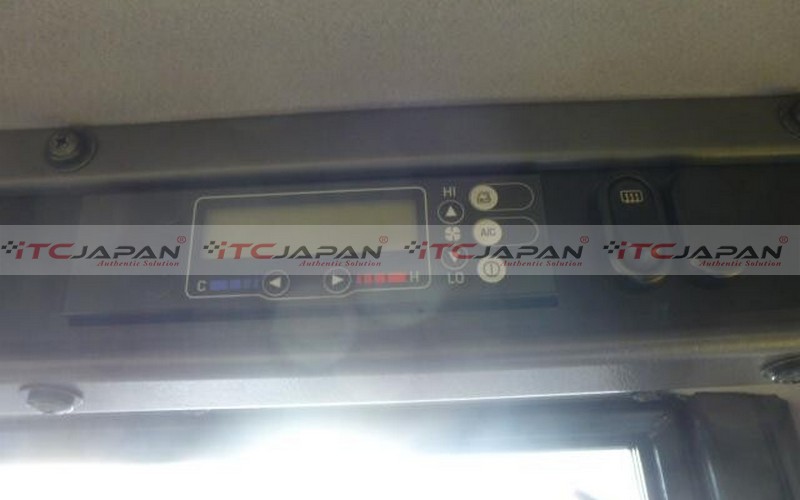 HI
A/C
iTCJAPAN® iTCJAPAN® iTCJAPAN® iTCJAPAN®
Authentic Solution Authentic Solution Authentic Solution Authentic Solution
C H LO